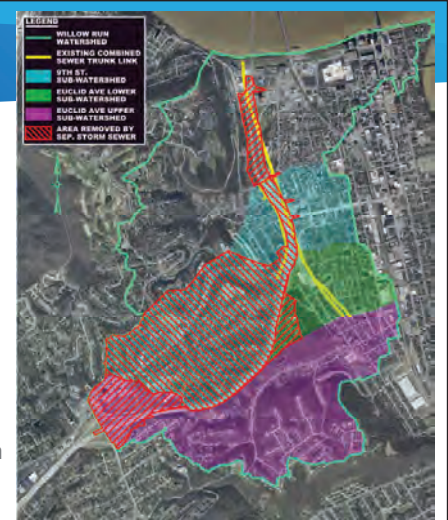 LEGEND
WILLOW RUN
WATERSHED
EXISTING COMBINED
SEWER TRUNK LINK
9TH ST.
SUB-WATERSHED
EUCLID AVE LOWER
SUB-WATERSHED
EUCLID AVE UPPER
SUB-WATERSHED
AREA REMOVED BY
SEP. STORM SEWER